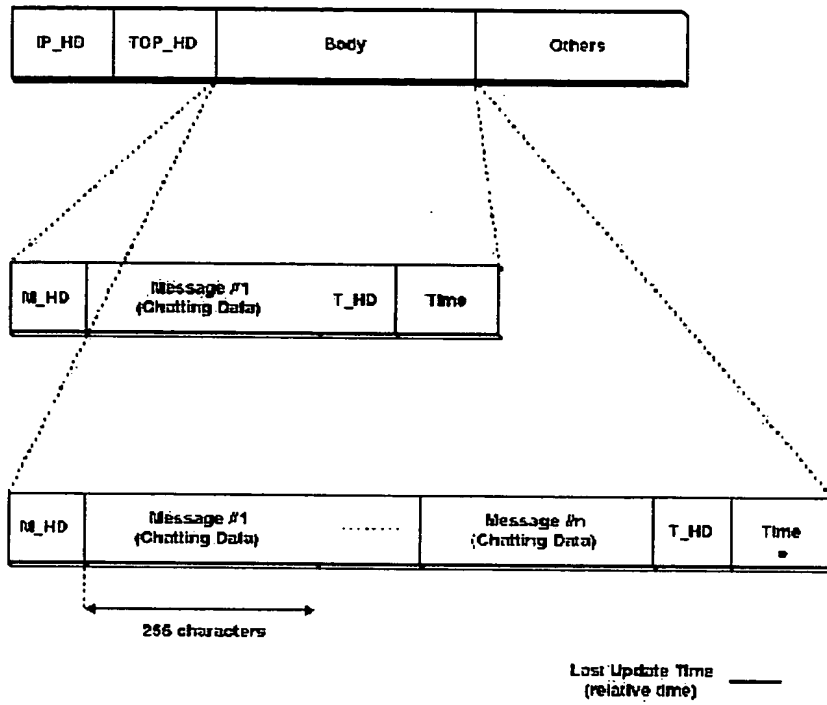 IP_HD TOP_HD Body Others
M_HD Message #1 T_HD Time
(Chatting Data)
M_HD Message #1 ........ Message #n T_HD Time
(Chatting Data) (Chatting Data)
256 characters
Last Update Time
(relative time)